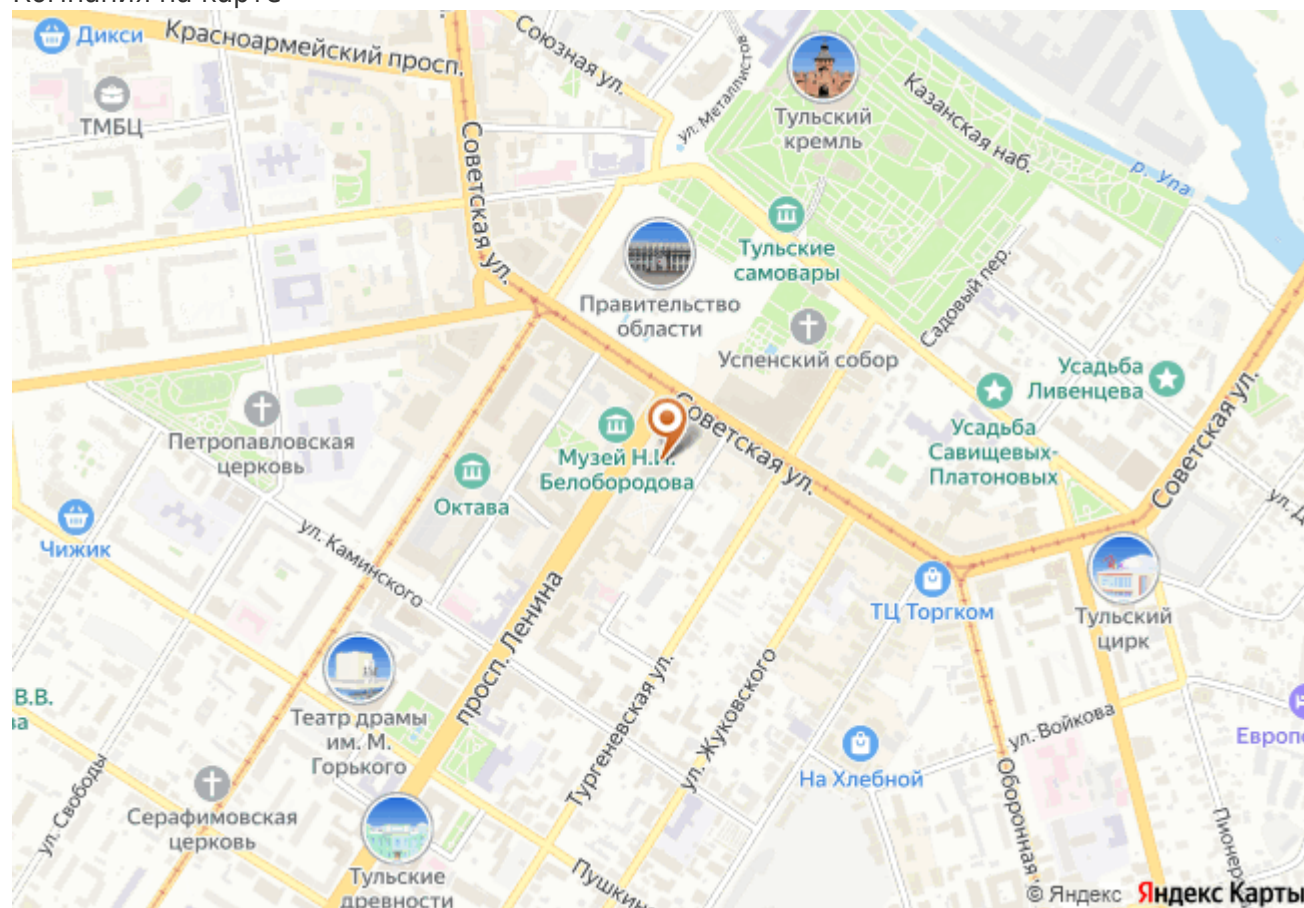 Компания на карте
Дикси
Красноармейский просп.
Союзная ул.
ТМБЦ
ул. Металлистов
Тульский
кремль
Казанская наб.
р. Упа
Советская ул.
Тульские
самовары
Садовый пер.
Правительство
области
Успенский собор
Усадьба
Ливенцева
Петропавловская
церковь
Музей Н.И.
Белобородова
Советская ул.
Усадьба
Савищевых-
Платоновых
Советская ул.
Октава
Чижик
ул. Каминского
ТЦ Торгком
Тульский
цирк
просп. Ленина
В.В.
Театр драмы
им. М.
Горького
Тургеневская ул.
ул. Жуковского
ул. Войкова
На Хлебной
Оборонная
ул. Свободы
Серафимовская
церковь
Тульские
древности
© Яндекс Яндекс Карты